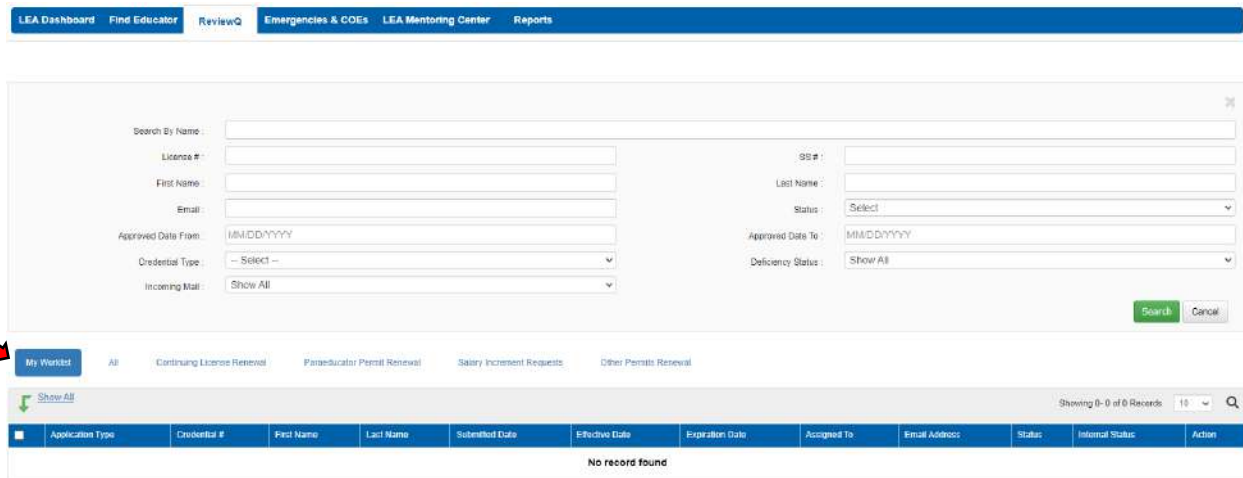 LEA Dashboard Find Educator ReviewQ Emergencies & COEs LEA Mentoring Center Reports
Search By Name :
License # : SS# :
First Name : Last Name :
Email : Status : Select
Approved Date From : MM/DD/YYYY Approved Date To : MM/DD/YYYY
Credential Type : -- Select -- Deficiency Status : Show All
Incoming Mail : Show All
Search Cancel
My Worklist All Continuing License Renewal Paraeducator Permit Renewal Salary Increment Requests Other Permits Renewal
Show All Showing 0- 0 of 0 Records 10
Application Type Credential # First Name Last Name Submitted Date Effective Date Expiration Date Assigned To Email Address Status Internal Status Action
No record found